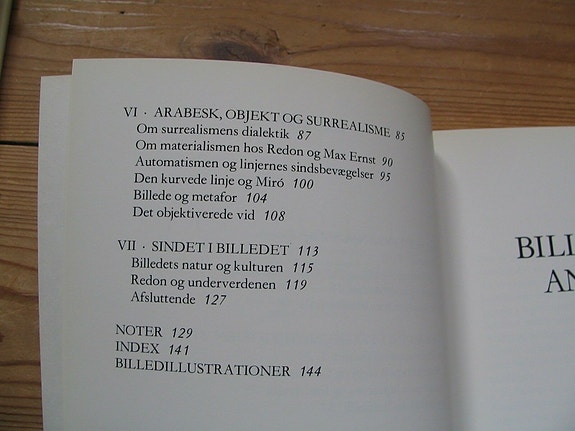 VI · ARABESK, OBJEKT OG SURREALISME 85
Om surrealismens dialektik 87
Om materialismen hos Redon og Max Ernst 90
Automatismen og linjernes sindsbevægelser 95
Den kurvede linje og Miró 100
Billede og metafor 104
Det objektiverede vid 108
VII · SINDET I BILLEDET 113
Billedets natur og kulturen 115
Redon og underverdenen 119
Afsluttende 127
NOTER 129
INDEX 141
BILLEDILLUSTRATIONER 144